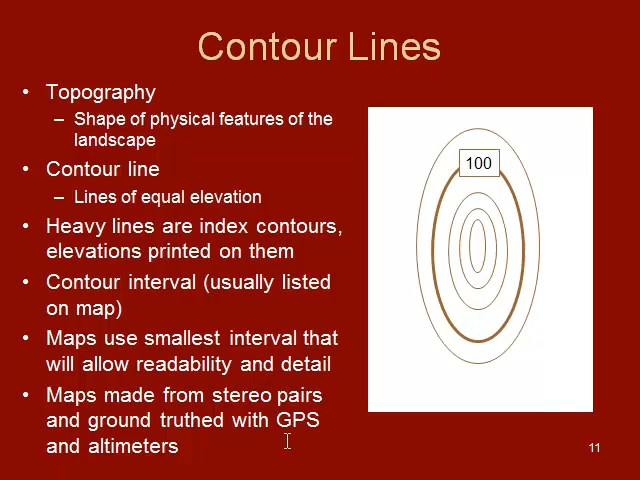 Contour Lines
• Topography
– Shape of physical features of the
landscape
• Contour line
– Lines of equal elevation
• Heavy lines are index contours,
elevations printed on them
• Contour interval (usually listed
on map)
• Maps use smallest interval that
will allow readability and detail
• Maps made from stereo pairs
and ground truthed with GPS
and altimeters
100
11